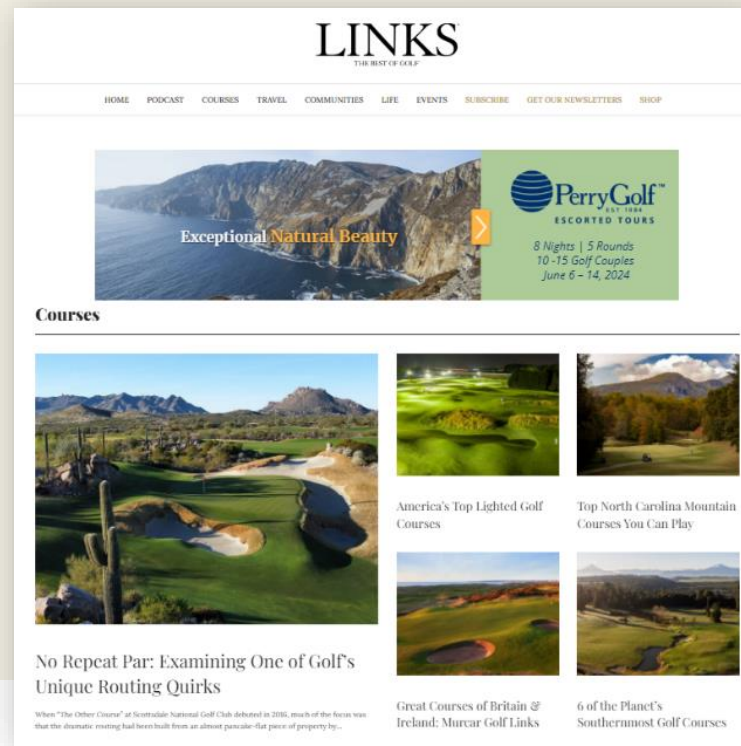 LINKS
THE BEST OF GOLF
HOME PODCAST COURSES TRAVEL COMMUNITIES LIFE EVENTS SUBSCRIBE GET OUR NEWSLETTERS SHOP
Exceptional Natural Beauty
PerryGolf™
EST 1984
ESCORTED TOURS
8 Nights | 5 Rounds
10 -15 Golf Couples
June 6 – 14, 2024
Courses
No Repeat Par: Examining One of Golf's
Unique Routing Quirks
When "The Other Course" at Scottsdale National Golf Club debuted in 2016, much of the focus was
that the dramatic routing had been built from an almost pancake-flat piece of property by...
America's Top Lighted Golf
Courses
Top North Carolina Mountain
Courses You Can Play
Great Courses of Britain &
Ireland: Murcar Golf Links
6 of the Planet's
Southernmost Golf Courses